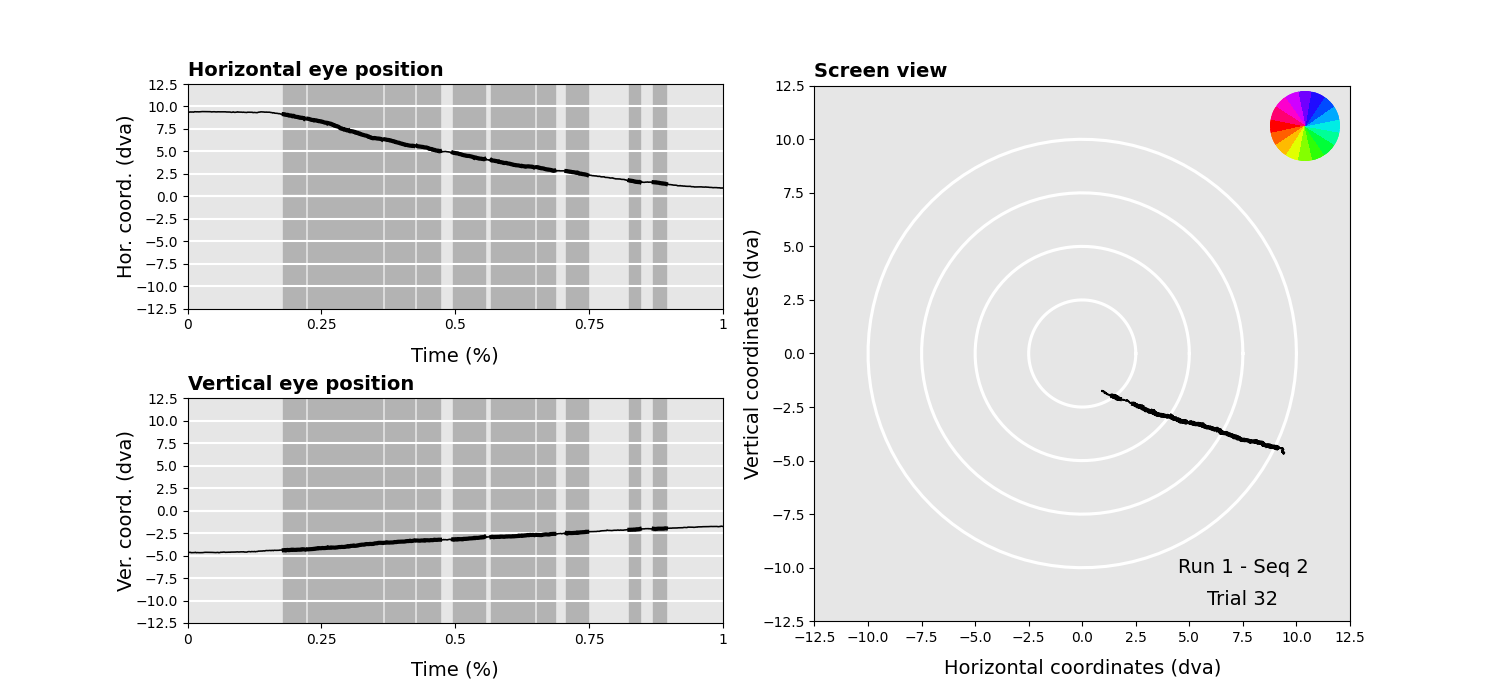 Horizontal eye position
Hor. coord. (dva)
12.5
10.0
7.5
5.0
2.5
0.0
−2.5
−5.0
−7.5
−10.0
−12.5
0 0.25 0.5 0.75 1
Time (%)
Vertical eye position
Ver. coord. (dva)
12.5
10.0
7.5
5.0
2.5
0.0
−2.5
−5.0
−7.5
−10.0
−12.5
0 0.25 0.5 0.75 1
Time (%)
Screen view
Vertical coordinates (dva)
12.5
10.0
7.5
5.0
2.5
0.0
−2.5
−5.0
−7.5
−10.0
−12.5
Run 1 - Seq 2
Trial 32
−12.5 −10.0 −7.5 −5.0 −2.5 0.0 2.5 5.0 7.5 10.0 12.5
Horizontal coordinates (dva)